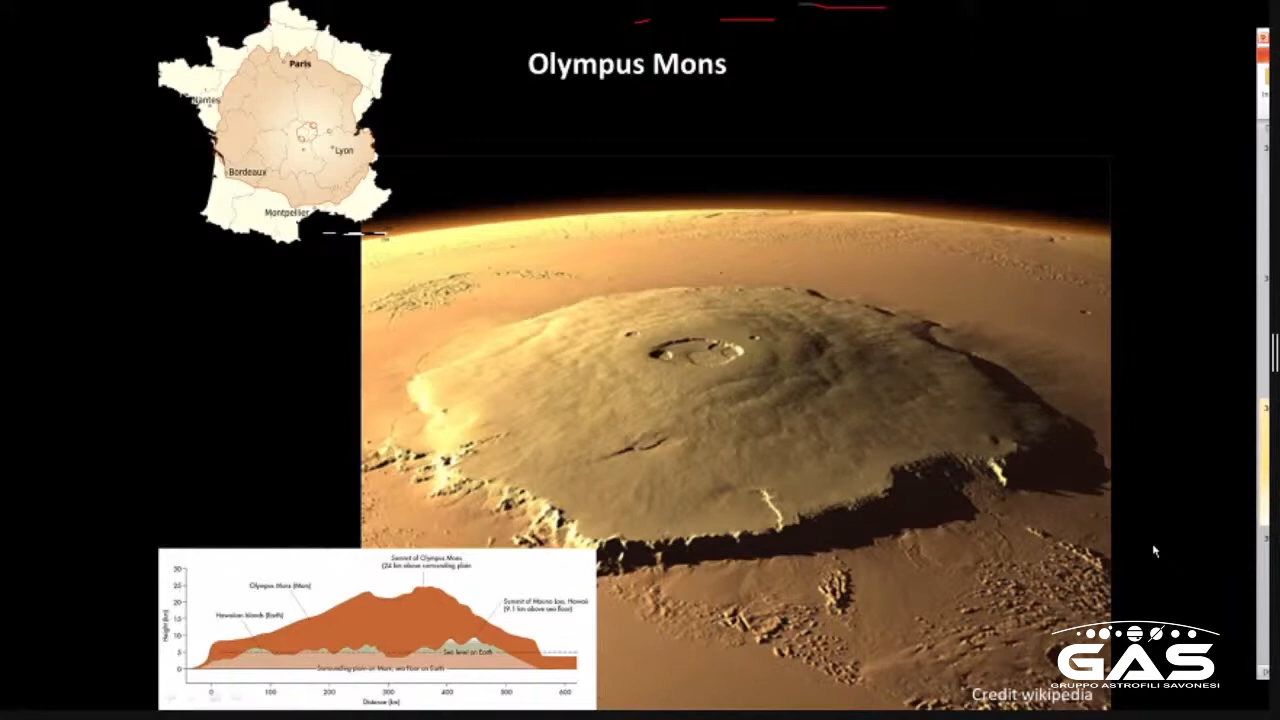 Olympus Mons
Paris
Nantes
Lyon
Bordeaux
Montpellier
Summit of Olympus Mons
(24 km above surrounding plain
Olympus Mons (Mars)
Hawaiian Islands (Earth)
Summit of Mauna Loa, Hawaii
(9.1 km above sea floor)
Sea level on Earth
Surrounding plain on Mars, sea floor on Earth
Height (km)
30
25
20
15
10
5
0
0 100 200 300 400 500 600
Distance (km)
GAS
GRUPPO ASTROFILI SAVONESI
Credit wikipedia